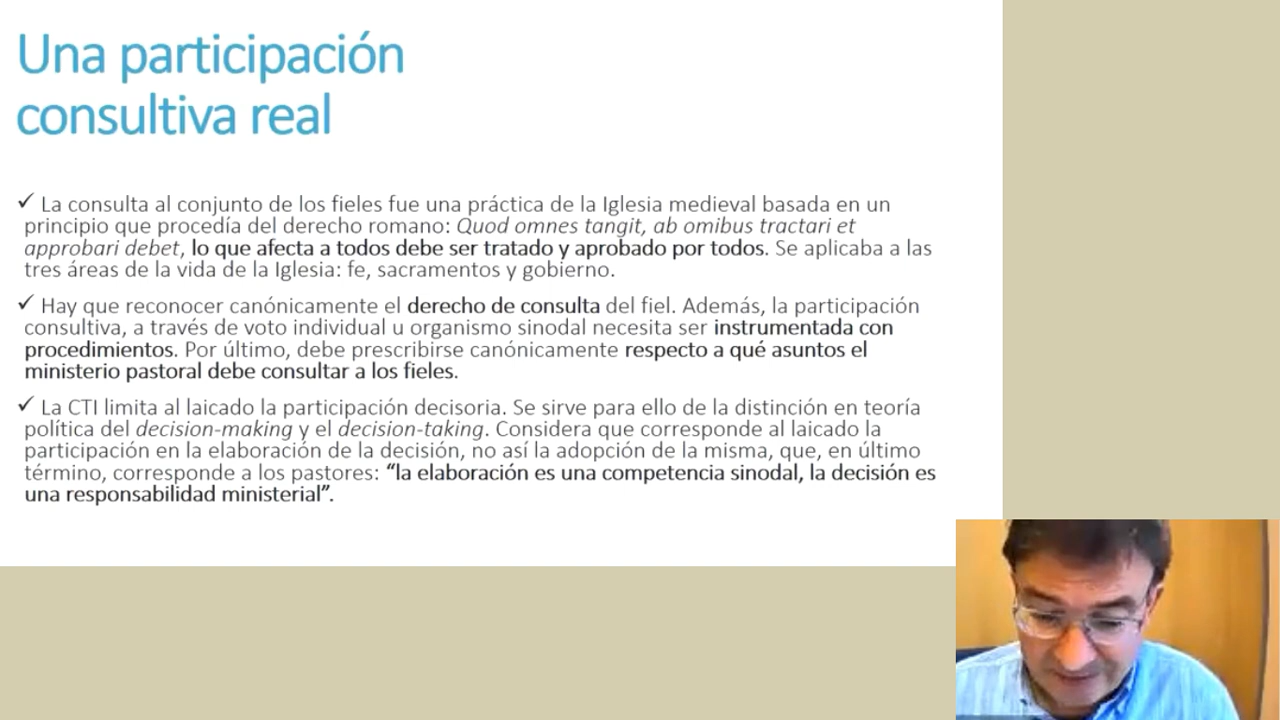 Una participación
consultiva real
✓ La consulta al conjunto de los fieles fue una práctica de la Iglesia medieval basada en un
principio que procedía del derecho romano: Quod omnes tangit, ab omibus tractari et
approbari debet, lo que afecta a todos debe ser tratado y aprobado por todos. Se aplicaba a las
tres áreas de la vida de la Iglesia: fe, sacramentos y gobierno.
✓ Hay que reconocer canónicamente el derecho de consulta del fiel. Además, la participación
consultiva, a través de voto individual u organismo sinodal necesita ser instrumentada con
procedimientos. Por último, debe prescribirse canónicamente respecto a qué asuntos el
ministerio pastoral debe consultar a los fieles.
✓ La CTI limita al laicado la participación decisoria. Se sirve para ello de la distinción en teoría
política del decision-making y el decision-taking. Considera que corresponde al laicado la
participación en la elaboración de la decisión, no así la adopción de la misma, que, en último
término, corresponde a los pastores: “la elaboración es una competencia sinodal, la decisión es
una responsabilidad ministerial”.